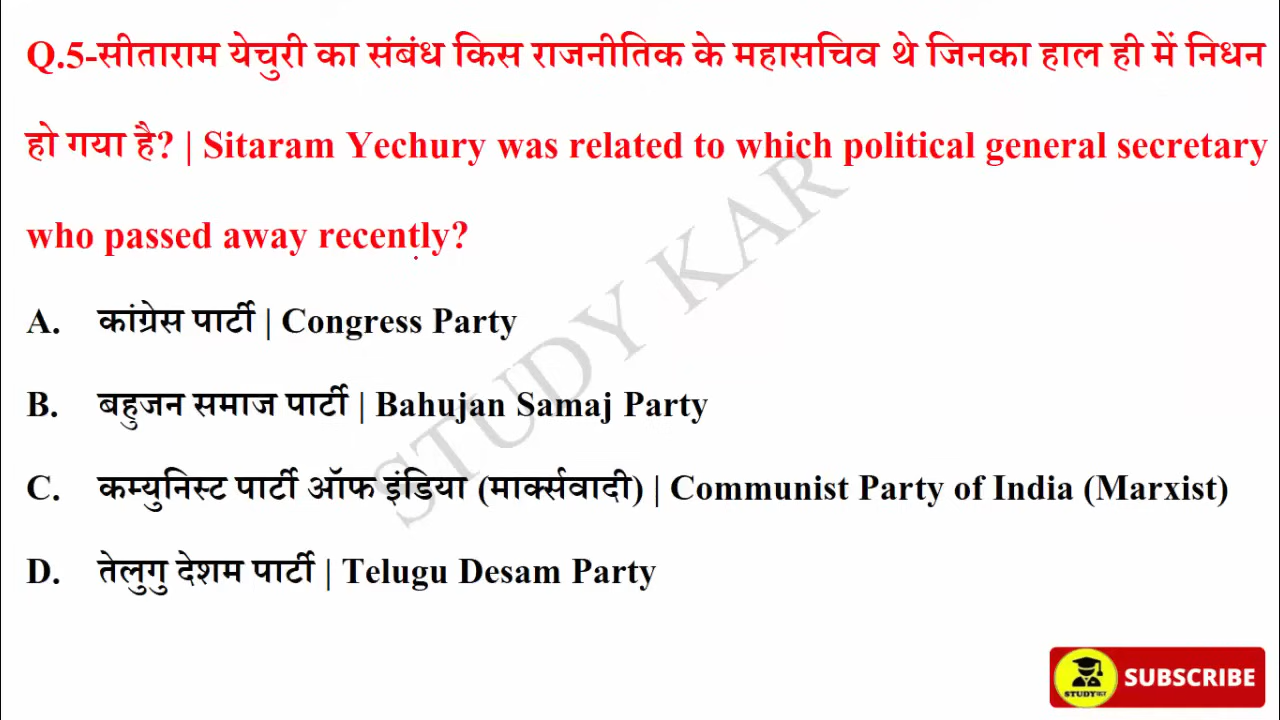 Q.5-सीताराम येचुरी का संबंध किस राजनीतिक के महासचिव थे जिनका हाल ही में निधन
हो गया है? | Sitaram Yechury was related to which political general secretary
who passed away recently?
A. कांग्रेस पार्टी | Congress Party
B. बहुजन समाज पार्टी | Bahujan Samaj Party
C. कम्युनिस्ट पार्टी ऑफ इंडिया (मार्क्सवादी) | Communist Party of India (Marxist)
D. तेलुगु देशम पार्टी | Telugu Desam Party
STUDY KAR
SUBSCRIBE